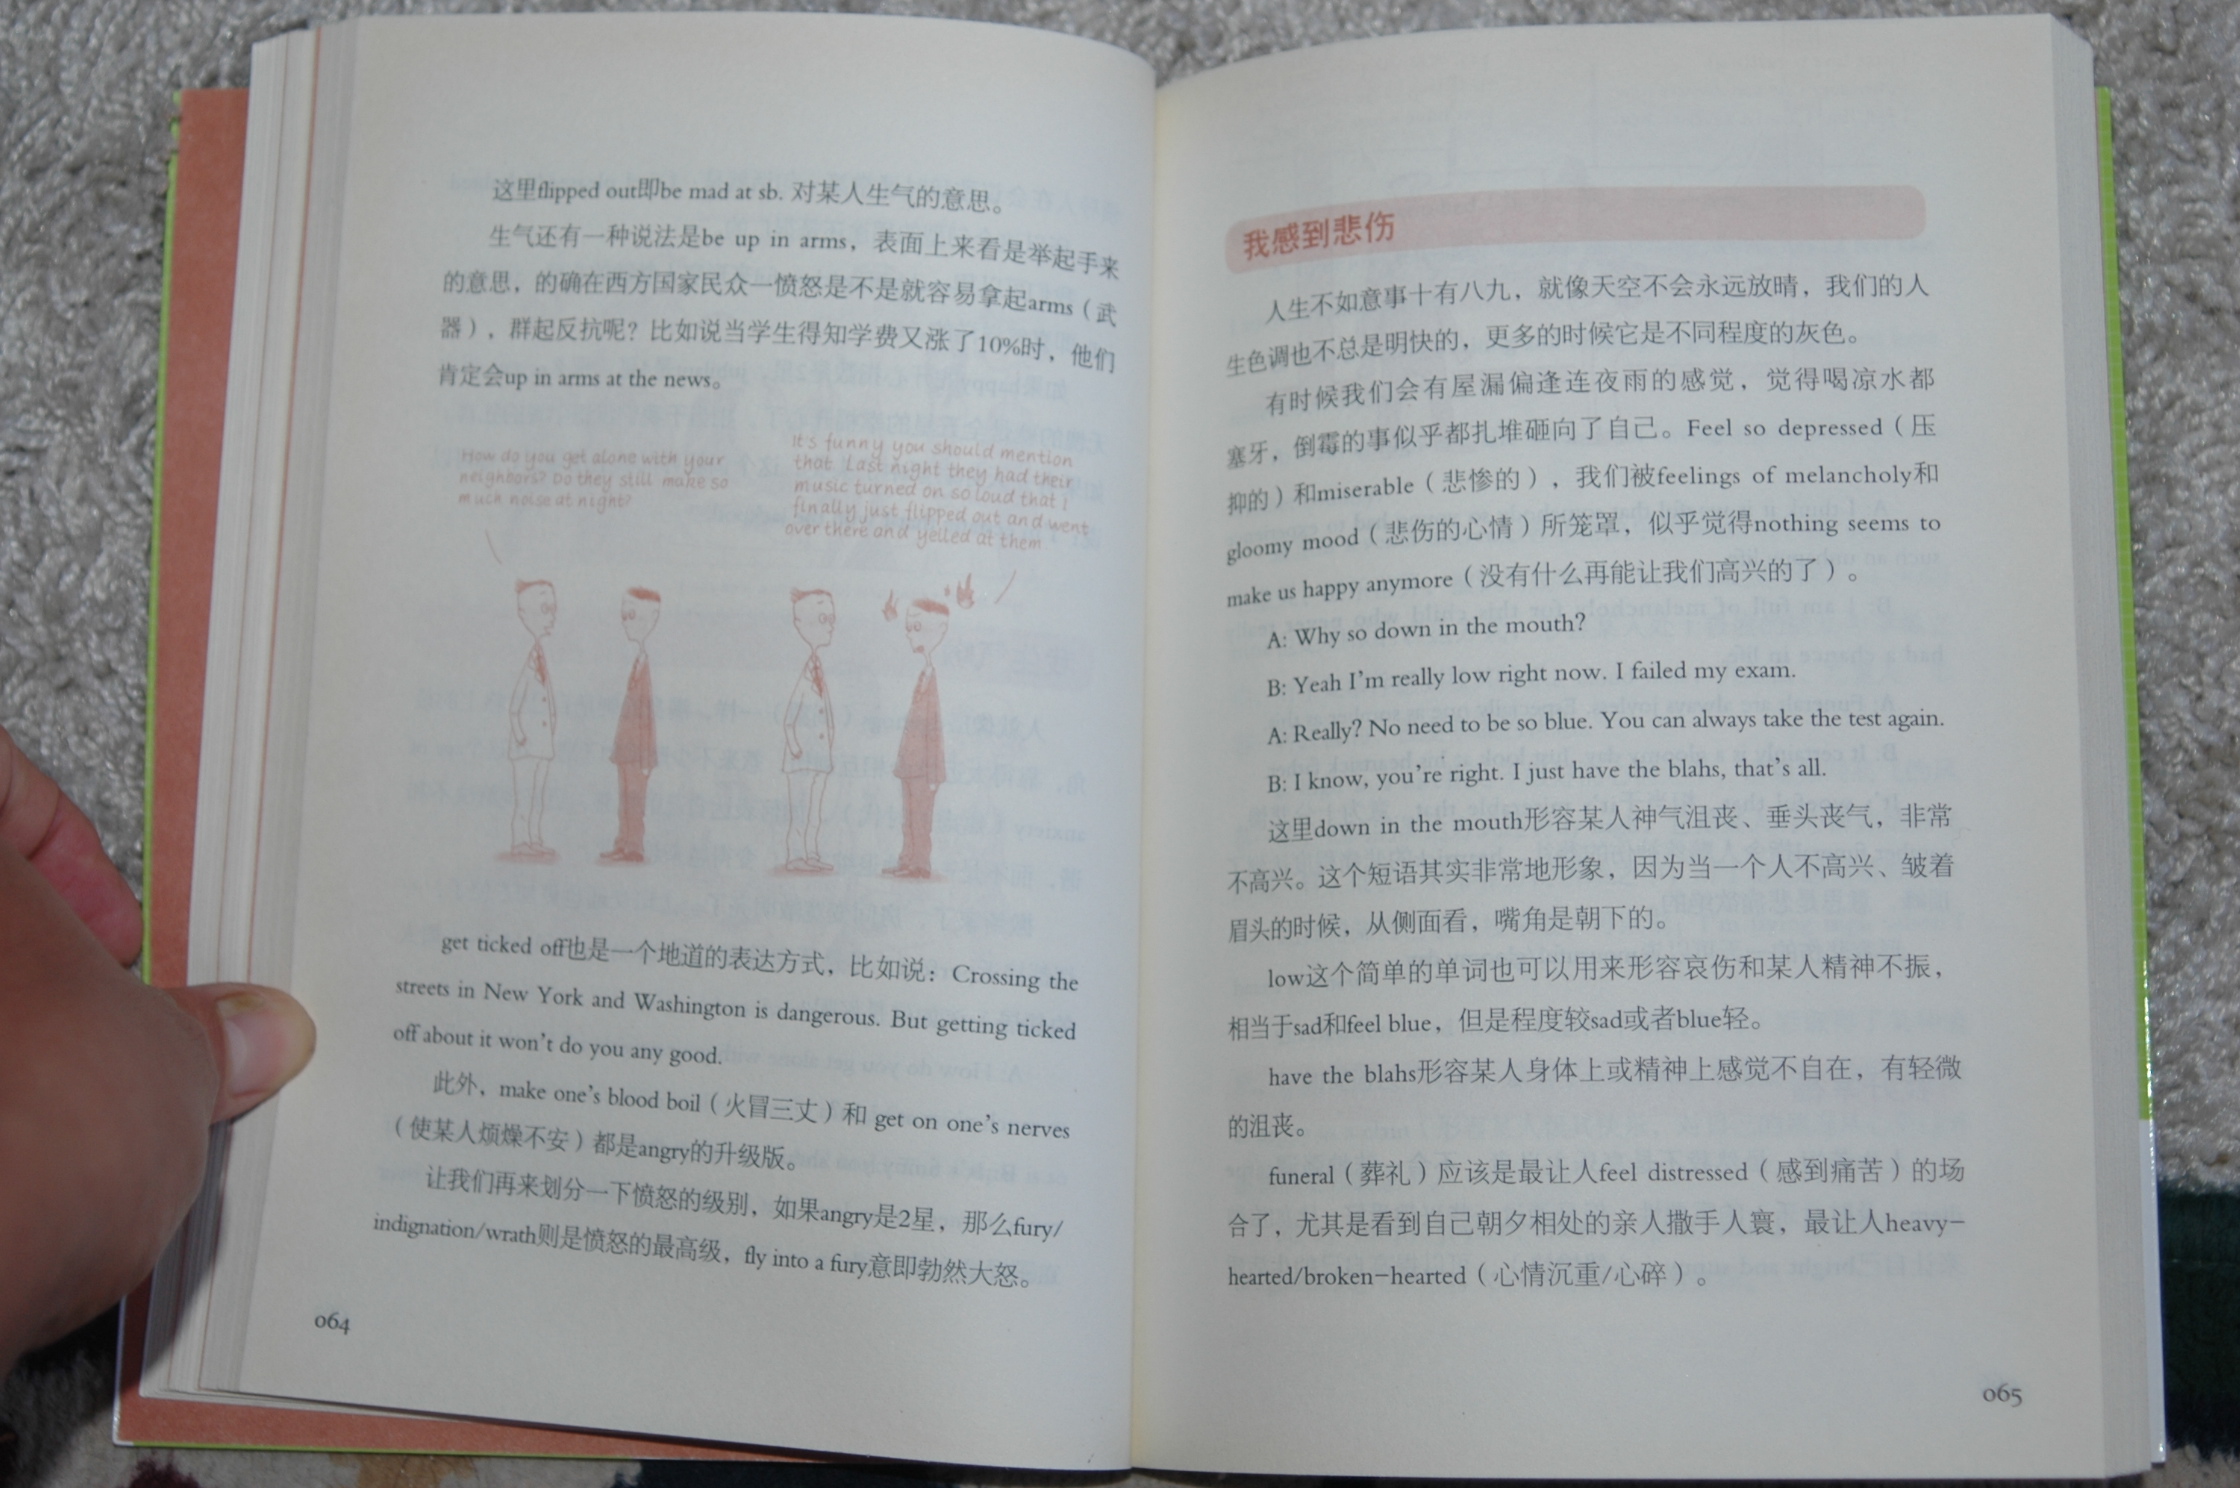 这里flipped out即be mad at sb. 对某人生气的意思。
生气还有一种说法是be up in arms，表面上来看是举起手来
的意思，的确在西方国家民众一愤怒是不是就容易拿起arms（武
器），群起反抗呢？比如说当学生得知学费又涨了10%时，他们
肯定会up in arms at the news。
How do you get along with your
neighbors? Do they still make so
much noise at night?
It's funny you should mention
that. Last night they had their
music turned on so loud that I
finally just flipped out and went
over there and yelled at them.
get ticked off也是一个地道的表达方式，比如说：Crossing the
streets in New York and Washington is dangerous. But getting ticked
off about it won't do you any good.
此外，make one's blood boil（火冒三丈）和 get on one's nerves
（使某人烦燥不安）都是angry的升级版。
让我们再来划分一下愤怒的级别，如果angry是2星，那么fury/
indignation/wrath则是愤怒的最高级，fly into a fury意即勃然大怒。
064
我感到悲伤
人生不如意事十有八九，就像天空不会永远放晴，我们的人
生色调也不总是明快的，更多的时候它是不同程度的灰色。
有时候我们会有屋漏偏逢连夜雨的感觉，觉得喝凉水都
塞牙，倒霉的事似乎都扎堆砸向了自己。Feel so depressed（压
抑的）和miserable（悲惨的），我们被feelings of melancholy和
gloomy mood（悲伤的心情）所笼罩，似乎觉得nothing seems to
make us happy anymore（没有什么再能让我们高兴的了）。
A: Why so down in the mouth?
B: Yeah I'm really low right now. I failed my exam.
A: Really? No need to be so blue. You can always take the test again.
B: I know, you're right. I just have the blahs, that's all.
这里down in the mouth形容某人神气沮丧、垂头丧气，非常
不高兴。这个短语其实非常地形象，因为当一个人不高兴、皱着
眉头的时候，从侧面看，嘴角是朝下的。
low这个简单的单词也可以用来形容哀伤和某人精神不振，
相当于sad和feel blue，但是程度较sad或者blue轻。
have the blahs形容某人身体上或精神上感觉不自在，有轻微
的沮丧。
funeral（葬礼）应该是最让人feel distressed（感到痛苦）的场
合了，尤其是看到自己朝夕相处的亲人撒手人寰，最让人heavy-
hearted/broken-hearted（心情沉重/心碎）。
065